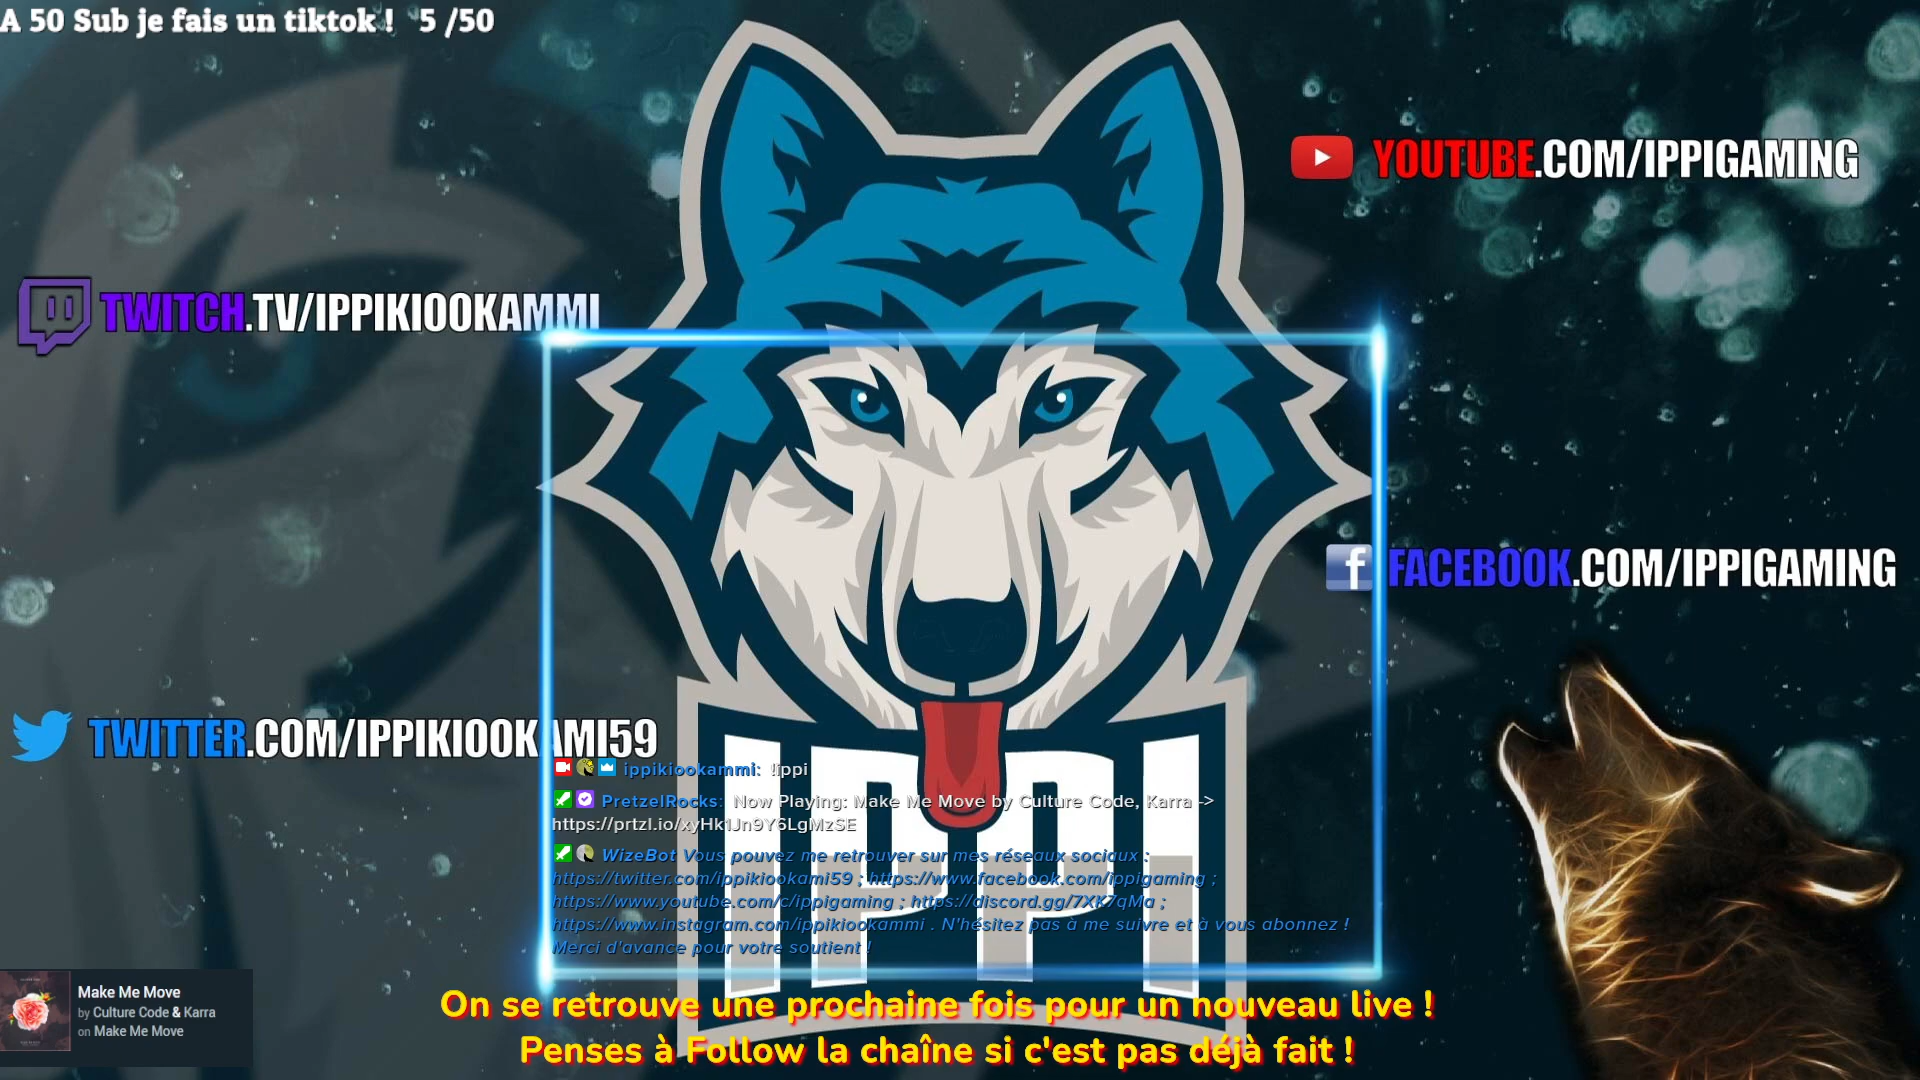 A 50 Sub je fais un tiktok ! 5 /50
YOUTUBE.COM/IPPIGAMING
TWITCH.TV/IPPIKIOOKAMMI
FACEBOOK.COM/IPPIGAMING
TWITTER.COM/IPPIKIOOKAMI59
IPPI
ippikiookammi: !ippi
PretzelRocks: Now Playing: Make Me Move by Culture Code, Karra ->
https://prtzl.io/xyHk1Jn9Y6LgMzSE
WizeBot Vous pouvez me retrouver sur mes réseaux sociaux :
https://twitter.com/ippikiookami59 ; https://www.facebook.com/ippigaming ;
https://www.youtube.com/c/ippigaming ; https://discord.gg/7XK7qMa ;
https://www.instagram.com/ippikiookammi . N'hésitez pas à me suivre et à vous abonnez !
Merci d'avance pour votre soutient !
Make Me Move
by Culture Code & Karra
on Make Me Move
On se retrouve une prochaine fois pour un nouveau live !
Penses à Follow la chaîne si c'est pas déjà fait !